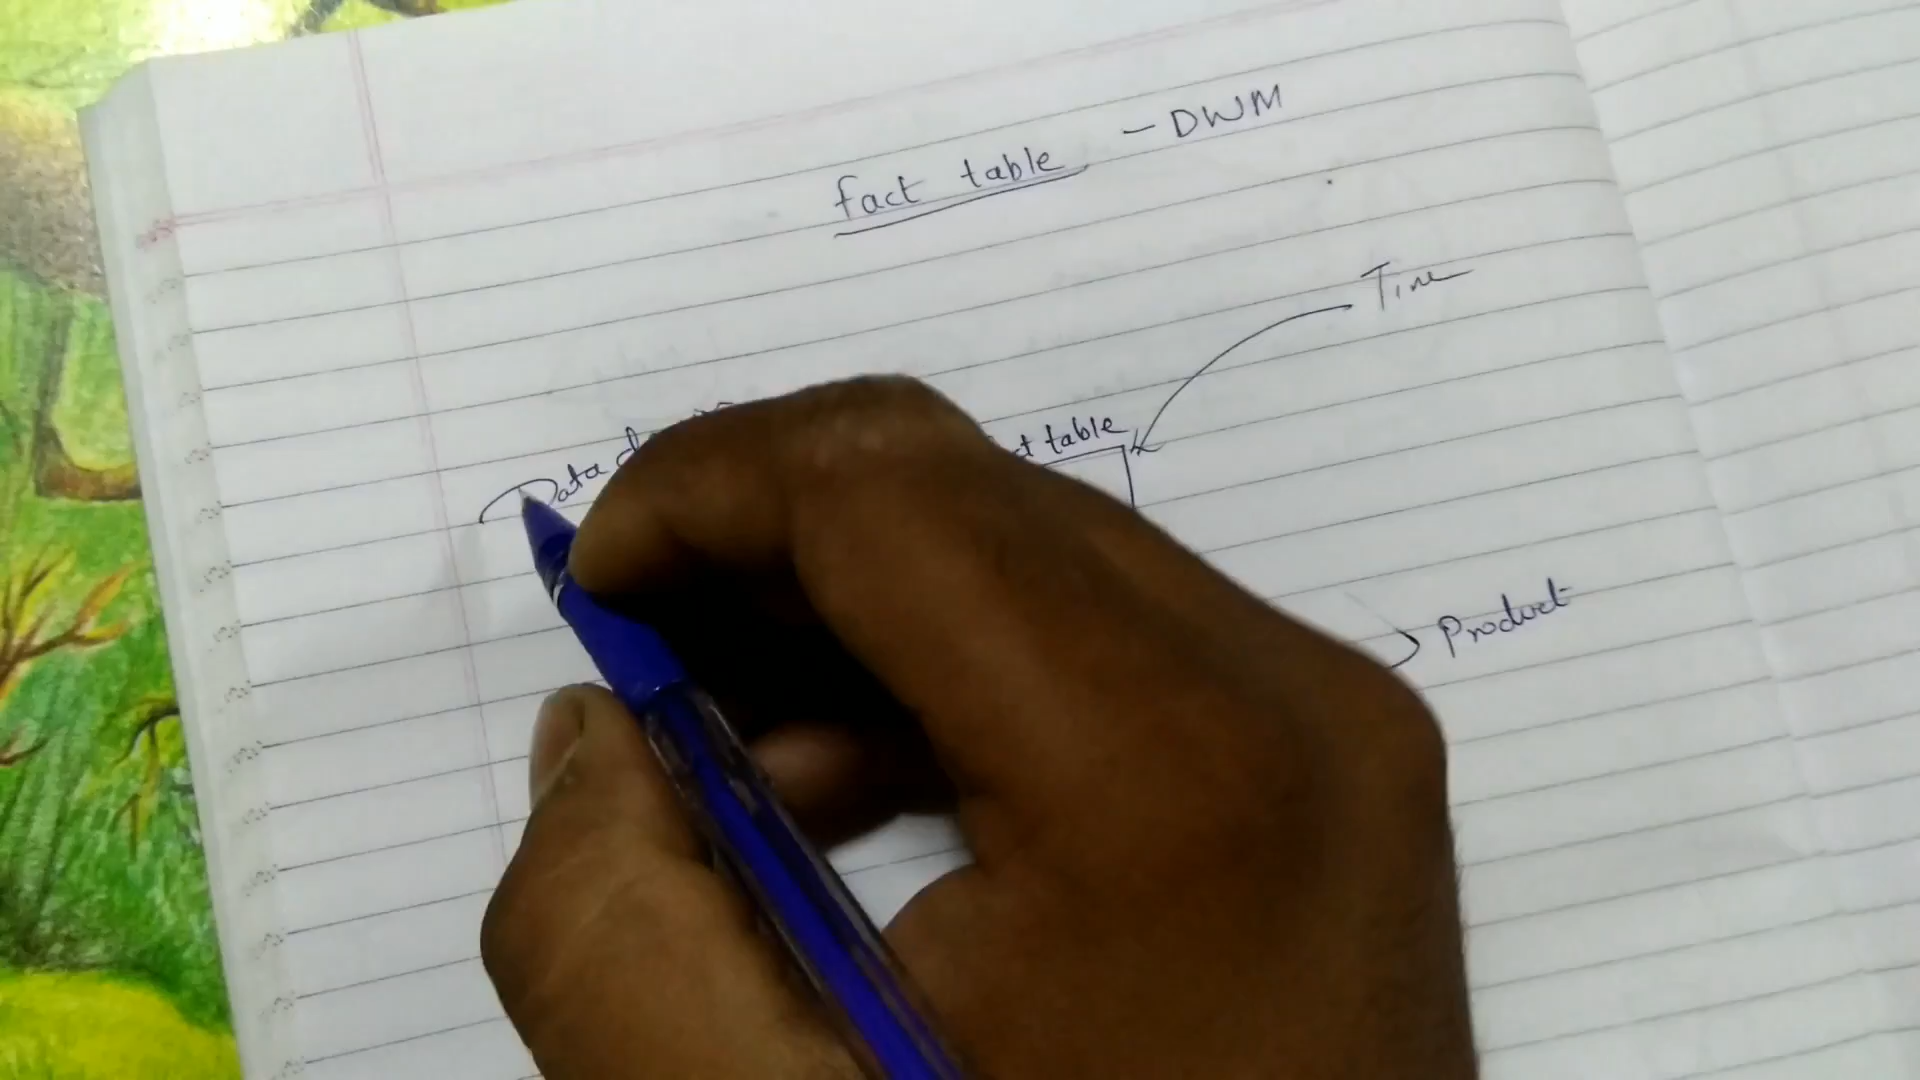 fact table - DWM
Time
table
Data
Product